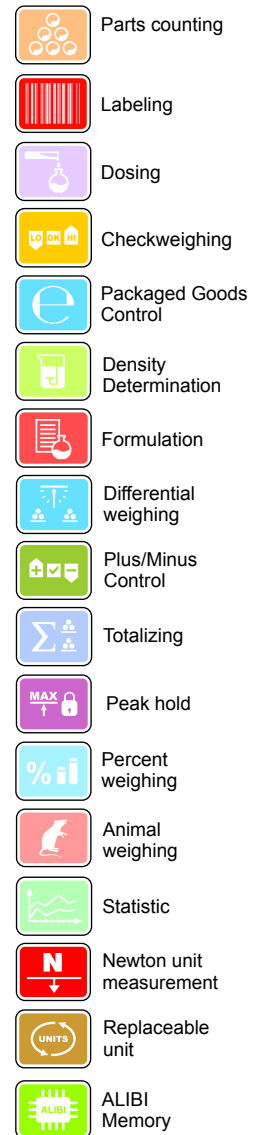 Parts counting
Labeling
Dosing
LO OK HI
Checkweighing
e
Packaged Goods
Control
Density
Determination
Formulation
Differential
weighing
Plus/Minus
Control
Σ
Totalizing
MAX
Peak hold
%
Percent
weighing
Animal
weighing
Statistic
N
Newton unit
measurement
UNITS
Replaceable
unit
ALIBI
ALIBI
Memory